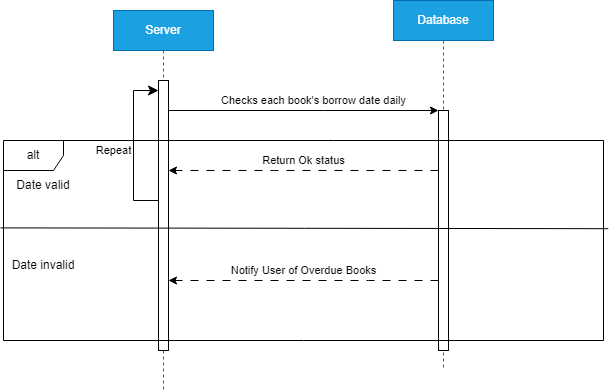 Server
Database
Checks each book's borrow date daily
alt
Repeat
Return Ok status
Date valid
Date invalid
Notify User of Overdue Books